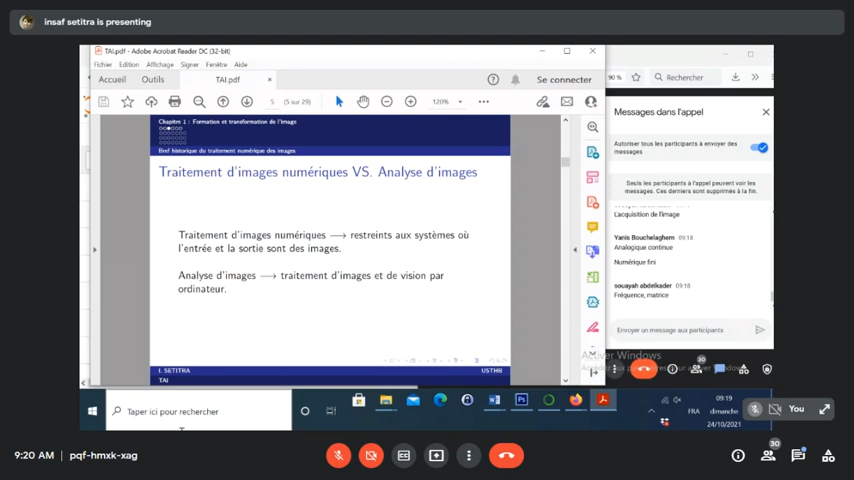 insaf setitra is presenting
TAI.pdf - Adobe Acrobat Reader DC (32-bit)
Fichier Edition Affichage Signer Fenêtre Aide
Accueil Outils TAI.pdf × Se connecter
5 (5 sur 29) 120%
Chapitre 1 : Formation et transformation de l'image
Bref historique du traitement numérique des images
Traitement d'images numériques VS. Analyse d'images
Traitement d'images numériques → restreints aux systèmes où
l'entrée et la sortie sont des images.
Analyse d'images → traitement d'images et de vision par
ordinateur.
I. SETITRA USTHB
TAI
90 % Rechercher
Messages dans l'appel
Autoriser tous les participants à envoyer des
messages
Seuls les participants à l'appel peuvent voir les
messages. Ces derniers sont supprimés à la fin.
L'acquisition de l'image
Yanis Bouchelaghem 09:18
Analogique continue
Numérique fini
souayah abdelkader 09:18
Fréquence, matrice
Envoyer un message aux participants
Activer Windows
30
Taper ici pour rechercher
FRA
09:19
dimanche
24/10/2021
You
9:20 AM | pqf-hmxk-xag
30